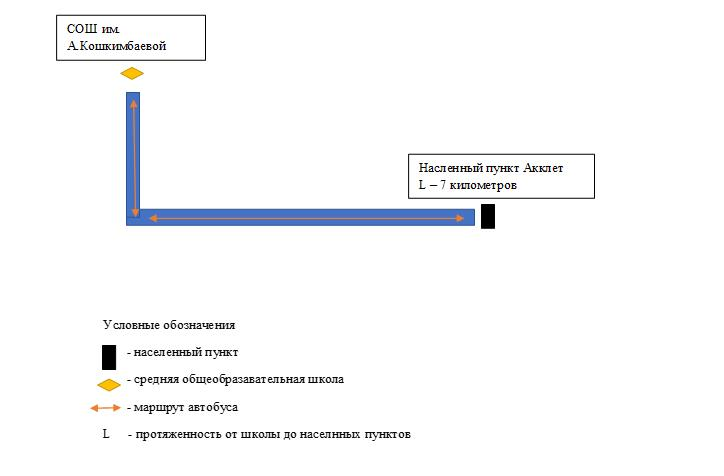 СОШ им.
А.Кошкимбаевой
Насленный пункт Акклет
L – 7 километров
Условные обозначения
- населенный пункт
- средняя общеобразавательная школа
- маршрут автобуса
L - протяженность от школы до населнных пунктов